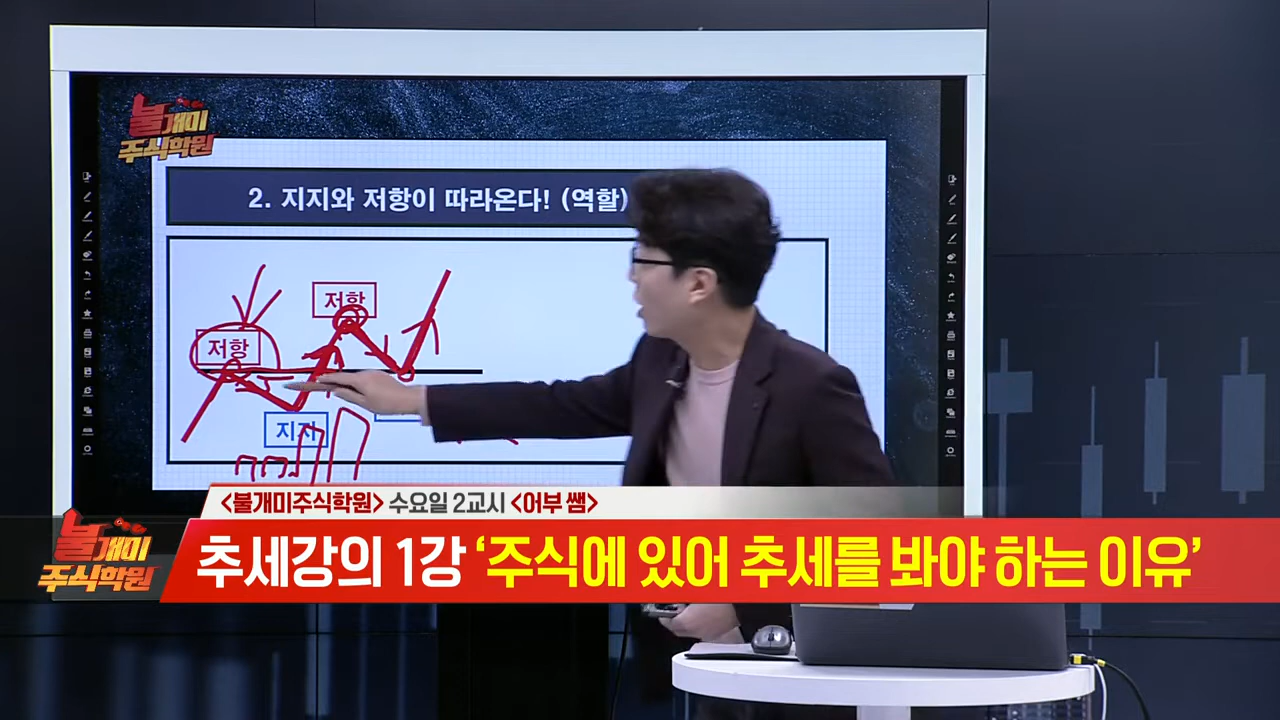 불개미
주식학원
2. 지지와 저항이 따라온다! (역할)
저항
저항
지지
<불개미주식학원> 수요일 2교시 <어부 쌤>
불개미
주식학원
추세강의 1강 ‘주식에 있어 추세를 봐야 하는 이유’